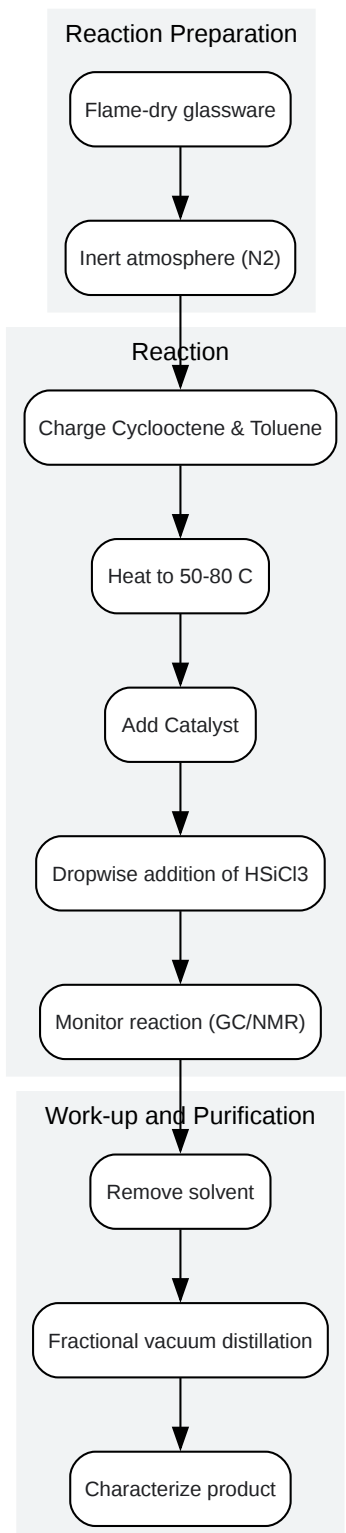 Reaction Preparation
Flame-dry glassware
Inert atmosphere (N2)
Reaction
Charge Cyclooctene & Toluene
Heat to 50-80 C
Add Catalyst
Dropwise addition of HSiCl3
Monitor reaction (GC/NMR)
Work-up and Purification
Remove solvent
Fractional vacuum distillation
Characterize product